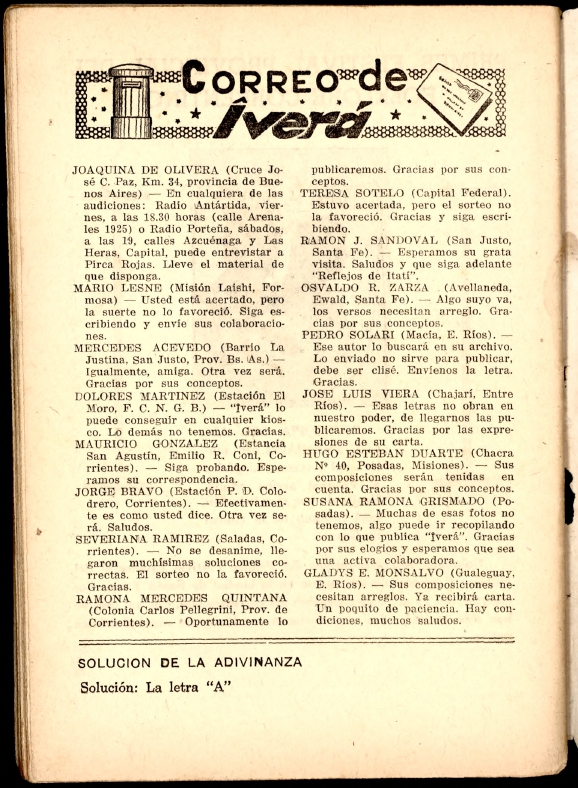 CORREO de
Îverá
JOAQUINA DE OLIVERA (Cruce Jo-
sé C. Paz, Km. 34, provincia de Bue-
nos Aires) — En cualquiera de las
audiciones: Radio Antártida, vier-
nes, a las 18.30 horas (calle Arena-
les 1925) o Radio Porteña, sábados,
a las 19, calles Azcuénaga y Las
Heras, Capital, puede entrevistar a
Pirca Rojas. Lleve el material de
que disponga.
MARIO LESNE (Misión Laishi, For-
mosa) — Usted está acertado, pero
la suerte no lo favoreció. Siga es-
cribiendo y envíe sus colaboracio-
nes.
MERCEDES ACEVEDO (Barrio La
Justina, San Justo, Prov. Bs. As.) —
Igualmente, amiga. Otra vez será.
Gracias por sus conceptos.
DOLORES MARTINEZ (Estación El
Moro, F. C. N. G. B.) — "Îverá" lo
puede conseguir en cualquier kios-
co. Lo demás no tenemos. Gracias.
MAURICIO GONZALEZ (Estancia
San Agustín, Emilio R. Coni, Co-
rrientes). — Siga probando. Espe-
ramos su correspondencia.
JORGE BRAVO (Estación P. D. Colo-
drero, Corrientes). — Efectivamen-
te es como usted dice. Otra vez se-
rá. Saludos.
SEVERIANA RAMIREZ (Saladas, Co-
rrientes). — No se desanime, lle-
garon muchísimas soluciones co-
rrectas. El sorteo no la favoreció.
Gracias.
RAMONA MERCEDES QUINTANA
(Colonia Carlos Pellegrini, Prov. de
Corrientes). — Oportunamente lo
publicaremos. Gracias por sus con-
ceptos.
TERESA SOTELO (Capital Federal).
Estuvo acertada, pero el sorteo no
la favoreció. Gracias y siga escri-
biendo.
RAMON J. SANDOVAL (San Justo,
Santa Fe). — Esperamos su grata
visita. Saludos y que siga adelante
"Reflejos de Itatí".
OSVALDO R. ZARZA (Avellaneda,
Ewald, Santa Fe). — Algo suyo va,
los versos necesitan arreglo. Gra-
cias por sus conceptos.
PEDRO SOLARI (Macia, E. Ríos). —
Ese autor lo buscará en su archivo.
Lo enviado no sirve para publicar,
debe ser clisé. Envíenos la letra.
Gracias.
JOSE LUIS VIERA (Chajarí, Entre
Ríos). — Esas letras no obran en
nuestro poder, de llegarnos las pu-
blicaremos. Gracias por las expre-
siones de su carta.
HUGO ESTEBAN DUARTE (Chacra
Nº 40, Posadas, Misiones). — Sus
composiciones serán tenidas en
cuenta. Gracias por sus conceptos.
SUSANA RAMONA GRISMADO (Po-
sadas). — Muchas de esas fotos no
tenemos, algo puede ir recopilando
con lo que publica "Îverá". Gracias
por sus elogios y esperamos que sea
una activa colaboradora.
GLADYS E. MONSALVO (Gualeguay,
E. Ríos). — Sus composiciones ne-
cesitan arreglos. Ya recibirá carta.
Un poquito de paciencia. Hay con-
diciones, muchos saludos.
SOLUCION DE LA ADIVINANZA
Solución: La letra "A"